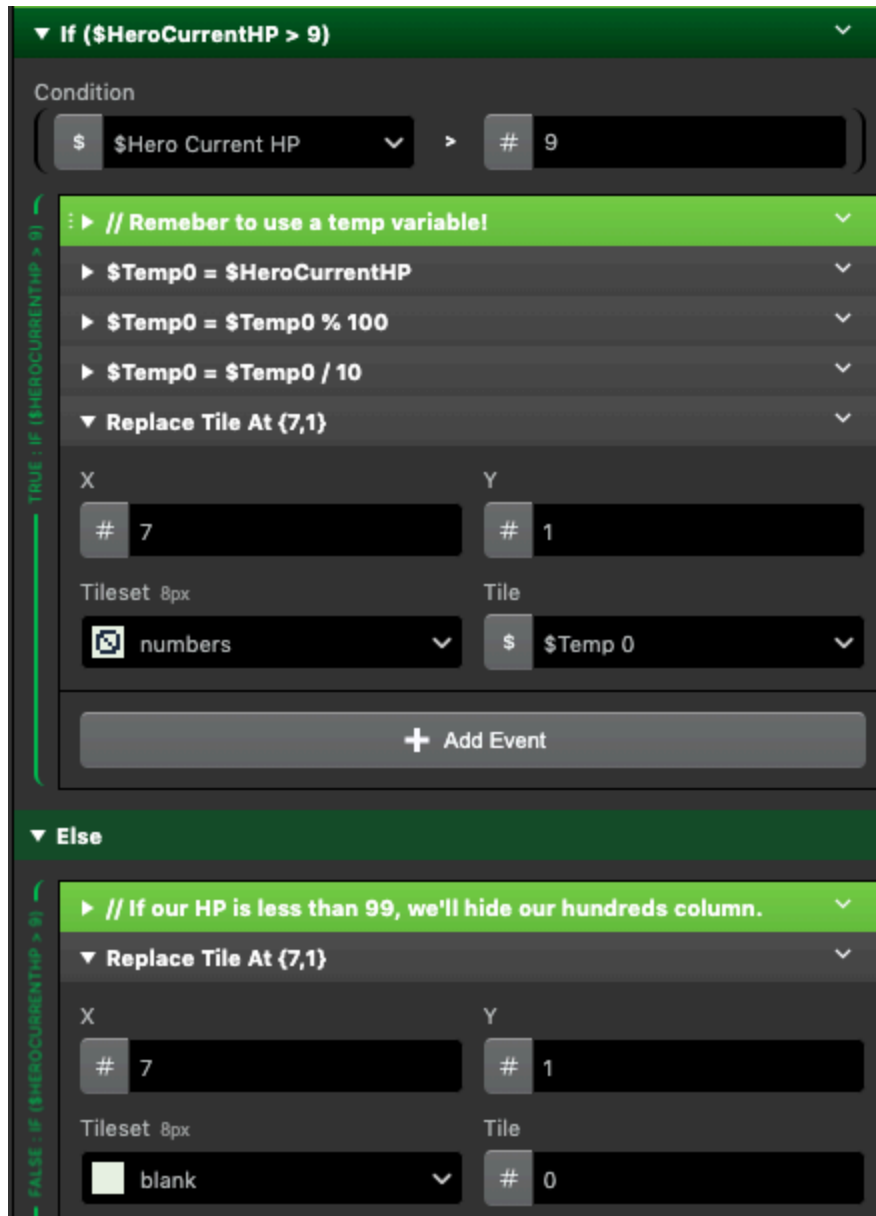 If ($HeroCurrentHP > 9)
Condition
$ $Hero Current HP > # 9
// Remeber to use a temp variable!
$Temp0 = $HeroCurrentHP
$Temp0 = $Temp0 % 100
$Temp0 = $Temp0 / 10
Replace Tile At {7,1}
X Y
# 7 # 1
Tileset 8px Tile
numbers $ $Temp 0
+ Add Event
TRUE : IF ($HEROCURRENTHP > 9)
Else
// If our HP is less than 99, we'll hide our hundreds column.
Replace Tile At {7,1}
X Y
# 7 # 1
Tileset 8px Tile
blank # 0
FALSE : IF ($HEROCURRENTHP > 9)